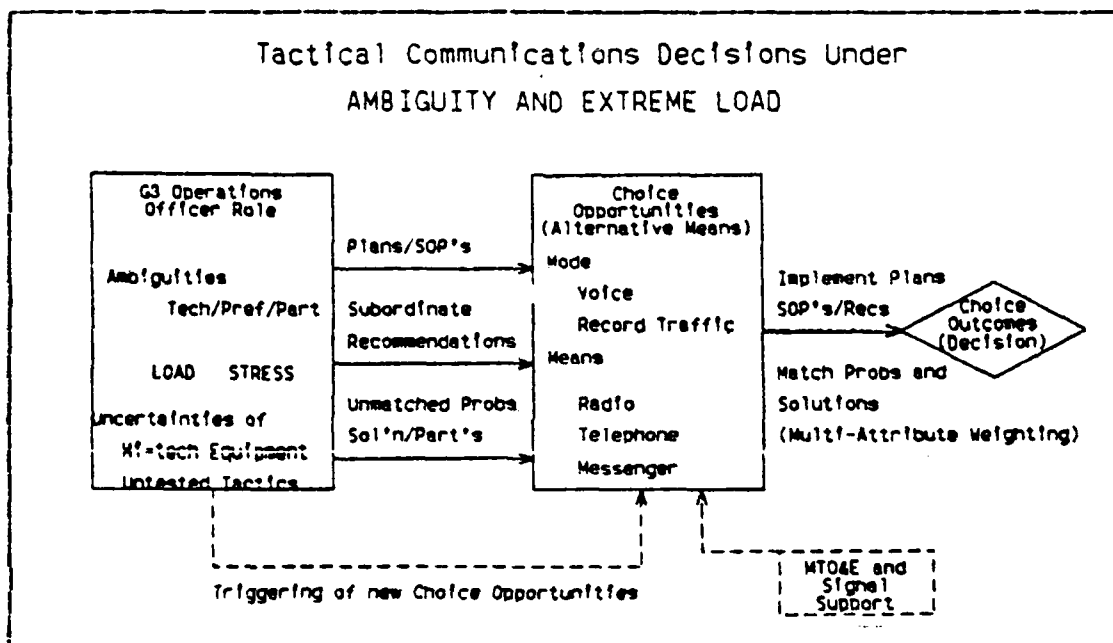 Tactical Communications Decisions Under
AMBIGUITY AND EXTREME LOAD
G3 Operations
Officer Role
Ambiguities
Tech/Pref/Part
LOAD STRESS
Uncertainties of
Hi-tech Equipment
Untested Tactics
Plans/SOP's
Subordinate
Recommendations
Unmatched Probs
Sol'n/Part's
Choice
Opportunities
(Alternative Means)
Mode
Voice
Record Traffic
Means
Radio
Telephone
Messenger
Implement Plans
SOP's/Recs
Match Probs and
Solutions
(Multi-Attribute Weighting)
Choice
Outcomes
(Decision)
Triggering of new Choice Opportunities
MTO&E and
Signal
Support